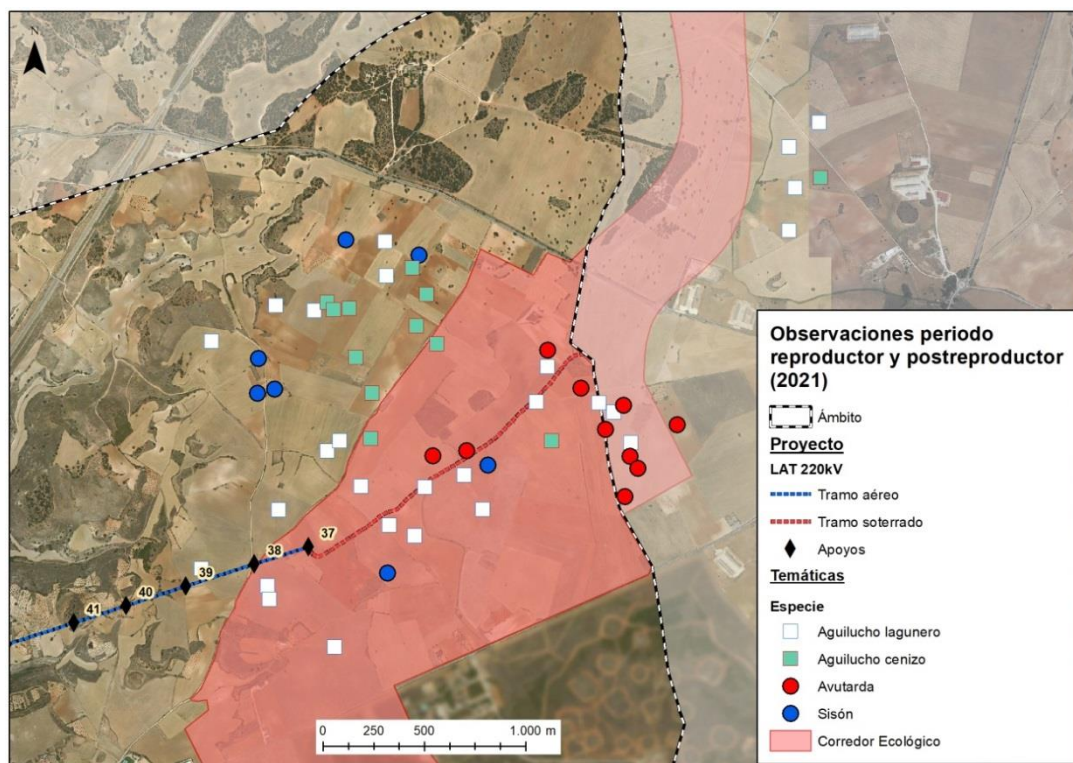 N
Observaciones periodo
reproductor y postreproductor
(2021)
Ámbito
Proyecto
LAT 220kV
Tramo aéreo
Tramo soterrado
Apoyos
Temáticas
Especie
Aguilucho lagunero
Aguilucho cenizo
Avutarda
Sisón
Corredor Ecológico
37
38
39
40
41
0 250 500 1.000 m